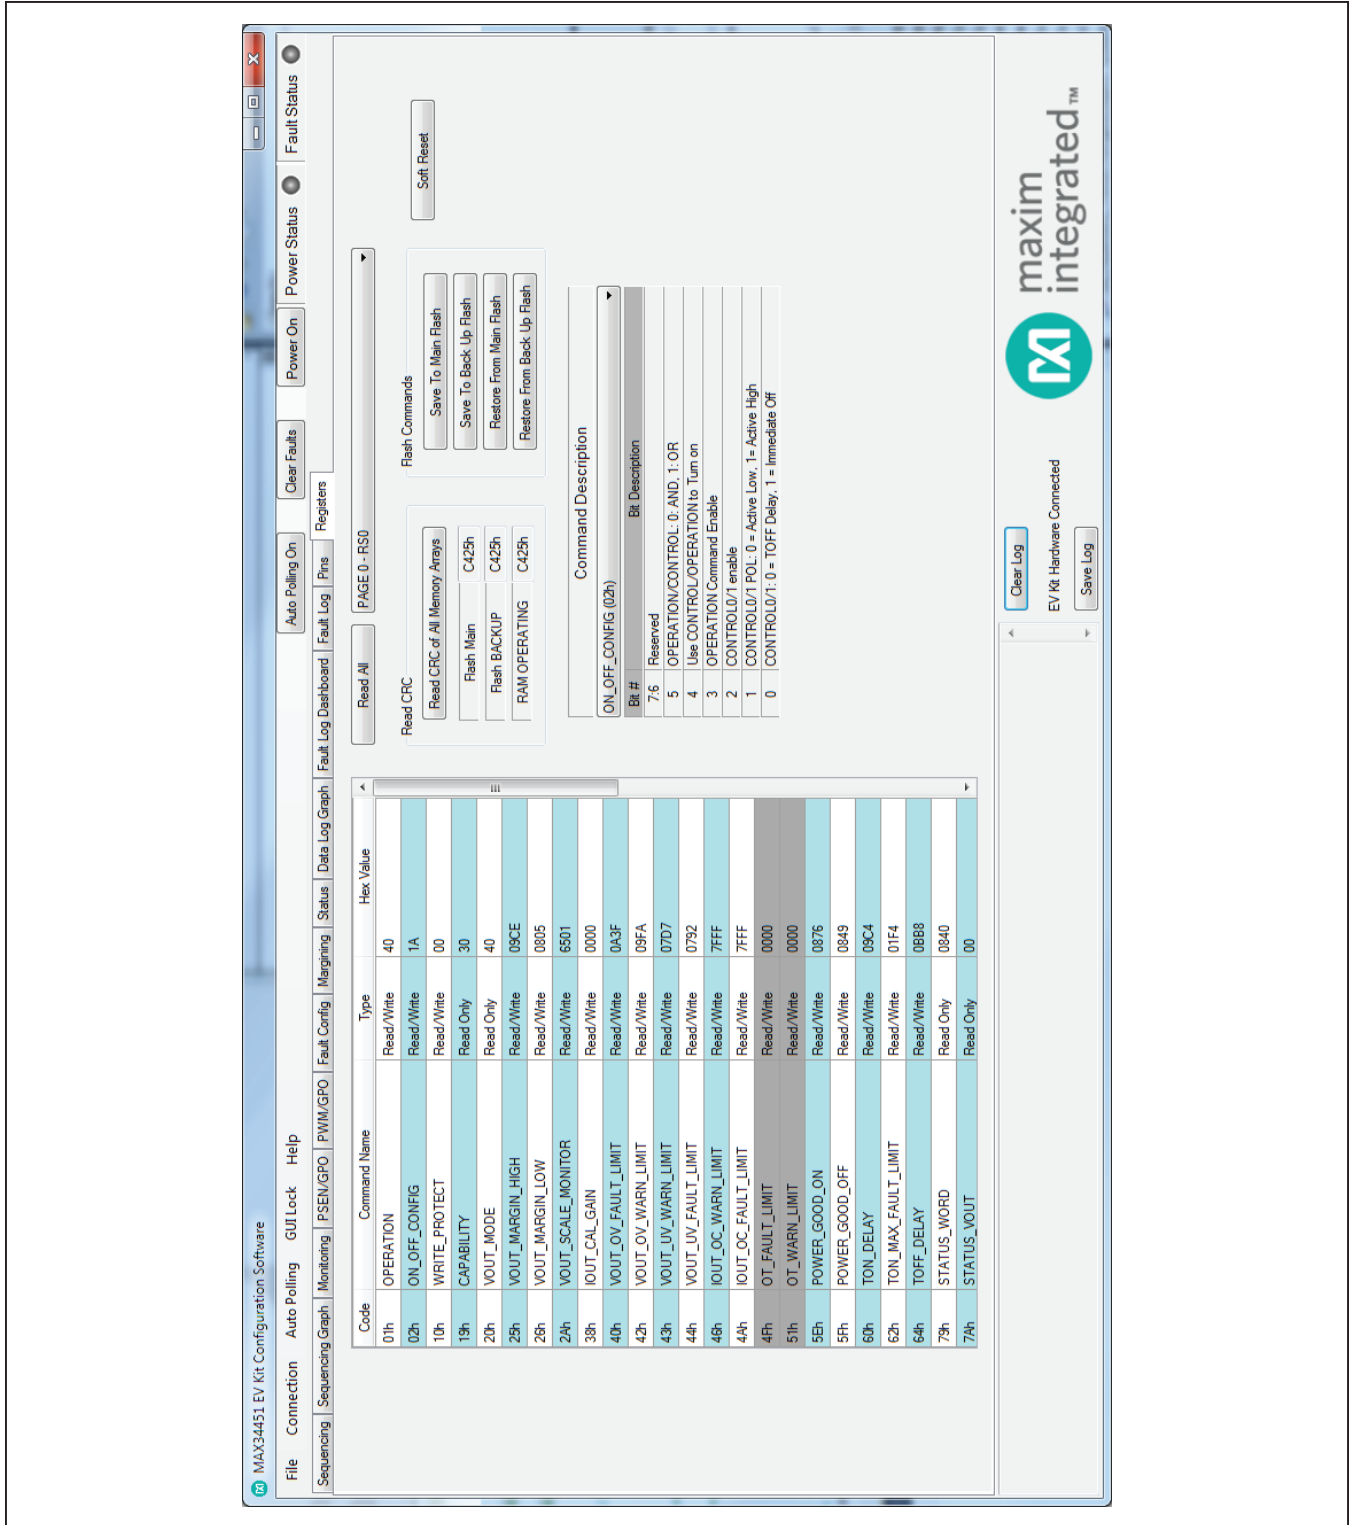 MAX34451 EV Kit Configuration Software
File Connection Auto Polling GUI Lock Help
Auto Polling On Clear Faults Power On Power Status Fault Status
Sequencing Sequencing Graph Monitoring PSEN/GPO PWM/GPO Fault Config Margining Status Data Log Graph Fault Log Dashboard Fault Log Pins Registers
Code Command Name Type Hex Value
01h OPERATION Read/Write 40
02h ON_OFF_CONFIG Read/Write 1A
10h WRITE_PROTECT Read/Write 00
19h CAPABILITY Read Only 30
20h VOUT_MODE Read Only 40
25h VOUT_MARGIN_HIGH Read/Write 09CE
26h VOUT_MARGIN_LOW Read/Write 0805
2Ah VOUT_SCALE_MONITOR Read/Write 6501
38h IOUT_CAL_GAIN Read/Write 0000
40h VOUT_OV_FAULT_LIMIT Read/Write 0A3F
42h VOUT_OV_WARN_LIMIT Read/Write 09FA
43h VOUT_UV_WARN_LIMIT Read/Write 07D7
44h VOUT_UV_FAULT_LIMIT Read/Write 0792
46h IOUT_OC_WARN_LIMIT Read/Write 7FFF
4Ah IOUT_OC_FAULT_LIMIT Read/Write 7FFF
4Fh OT_FAULT_LIMIT Read/Write 0000
51h OT_WARN_LIMIT Read/Write 0000
5Eh POWER_GOOD_ON Read/Write 0876
5Fh POWER_GOOD_OFF Read/Write 0849
60h TON_DELAY Read/Write 09C4
62h TON_MAX_FAULT_LIMIT Read/Write 01F4
64h TOFF_DELAY Read/Write 0BB8
79h STATUS_WORD Read Only 0840
7Ah STATUS_VOUT Read Only 00
Read All PAGE 0 - RS0
Read CRC
Read CRC of All Memory Arrays
Flash Main C425h
Flash BACKUP C425h
RAM OPERATING C425h
Flash Commands
Save To Main Flash
Save To Back Up Flash
Restore From Main Flash
Restore From Back Up Flash
Soft Reset
Command Description
ON_OFF_CONFIG (02h)
Bit # Bit Description
7:6 Reserved
5 OPERATION/CONTROL: 0: AND, 1: OR
4 Use CONTROL/OPERATION to Turn on
3 OPERATION Command Enable
2 CONTROL0/1 enable
1 CONTROL0/1 POL: 0 = Active Low, 1= Active High
0 CONTROL0/1: 0 = TOFF Delay, 1 = Immediate Off
Clear Log
EV Kit Hardware Connected
Save Log
maxim
integrated™